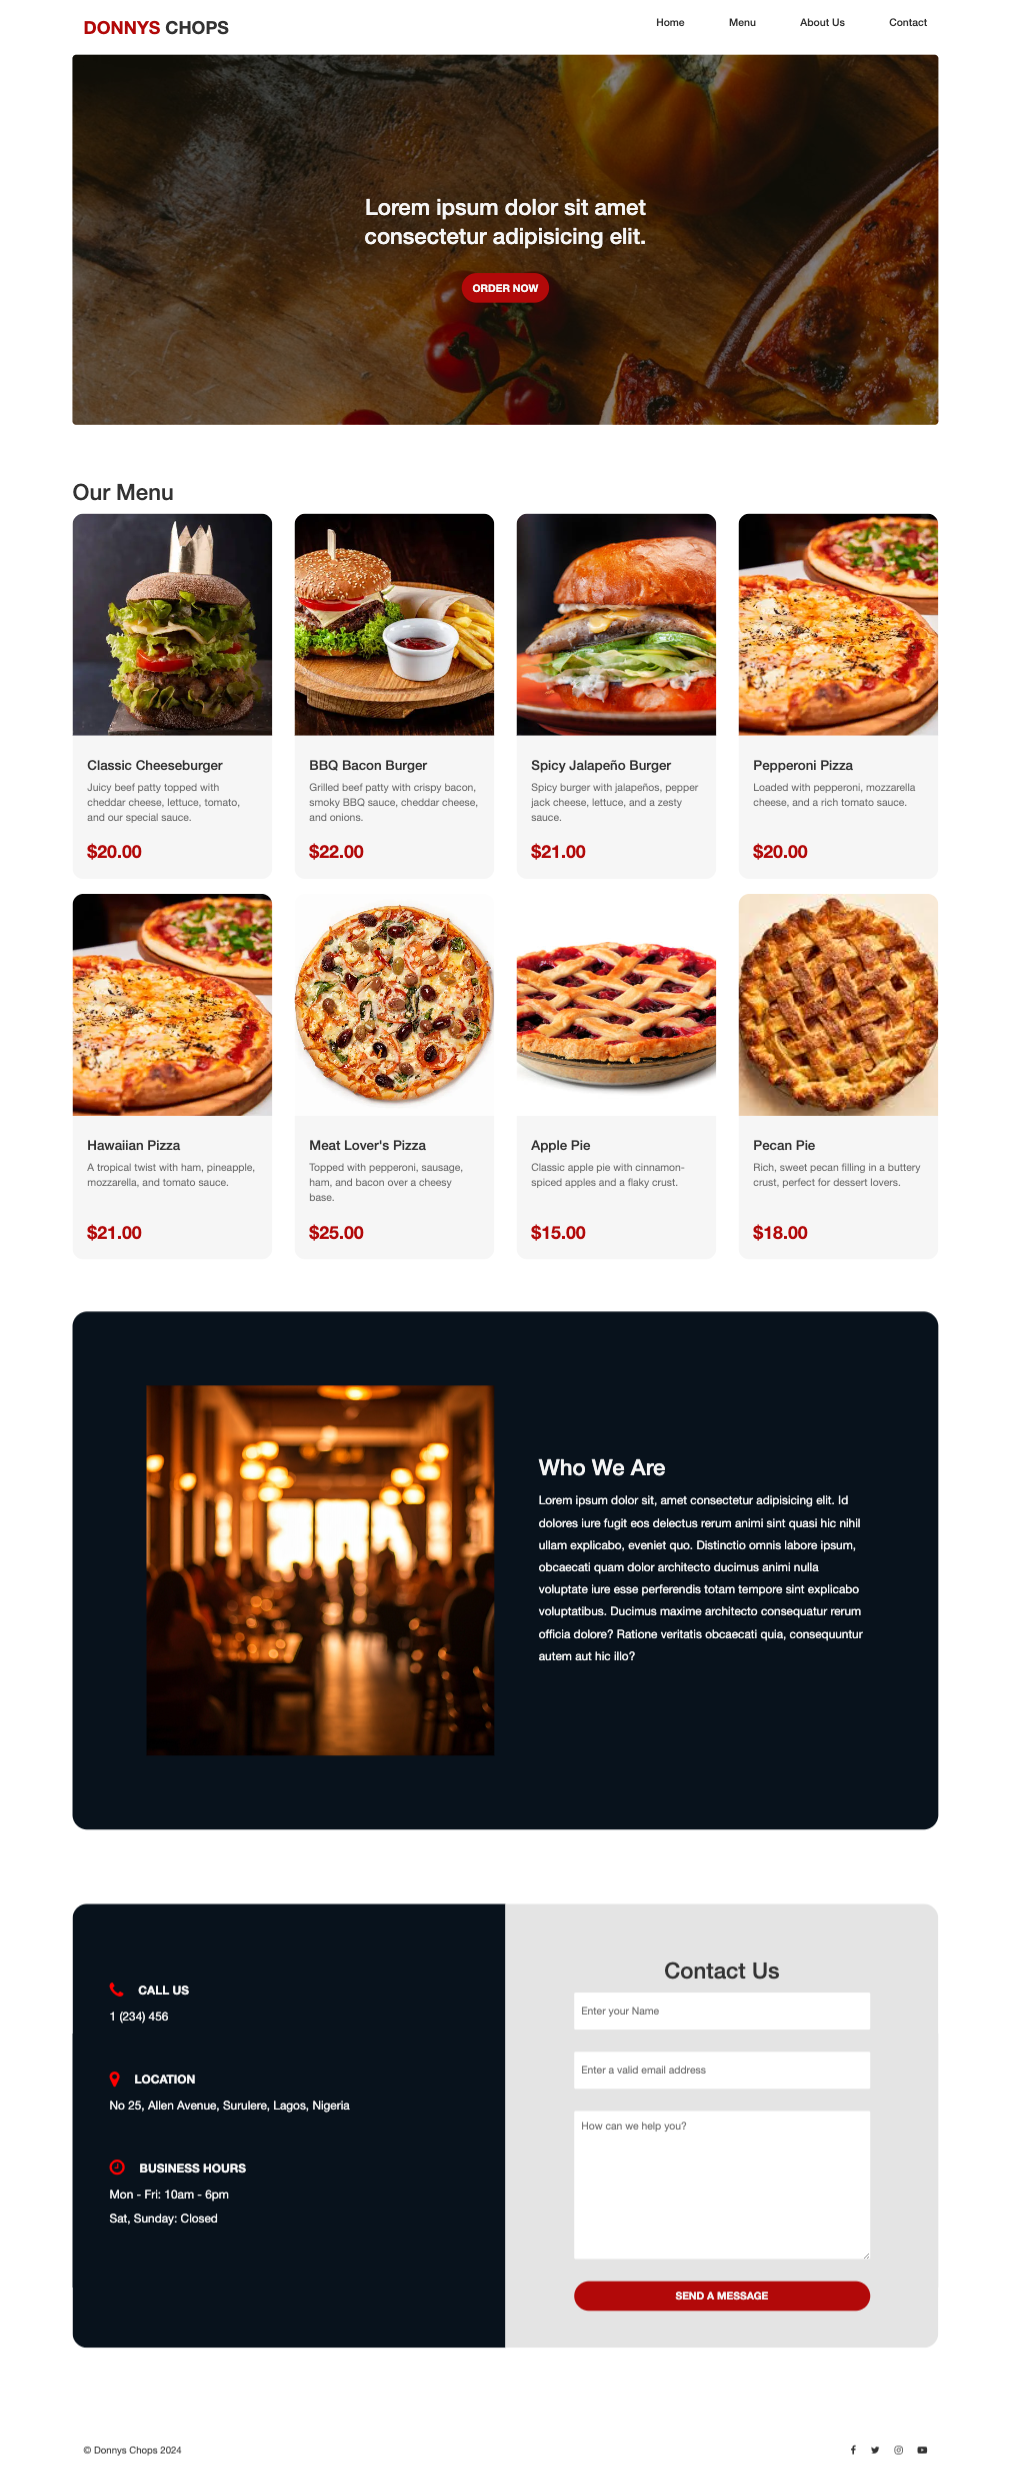 DONNYS CHOPS
Home Menu About Us Contact
Lorem ipsum dolor sit amet
consectetur adipisicing elit.
ORDER NOW
Our Menu
Classic Cheeseburger
Juicy beef patty topped with
cheddar cheese, lettuce, tomato,
and our special sauce.
$20.00
BBQ Bacon Burger
Grilled beef patty with crispy bacon,
smoky BBQ sauce, cheddar cheese,
and onions.
$22.00
Spicy Jalapeño Burger
Spicy burger with jalapeños, pepper
jack cheese, lettuce, and a zesty
sauce.
$21.00
Pepperoni Pizza
Loaded with pepperoni, mozzarella
cheese, and a rich tomato sauce.
$20.00
Hawaiian Pizza
A tropical twist with ham, pineapple,
mozzarella, and tomato sauce.
$21.00
Meat Lover's Pizza
Topped with pepperoni, sausage,
ham, and bacon over a cheesy
base.
$25.00
Apple Pie
Classic apple pie with cinnamon-
spiced apples and a flaky crust.
$15.00
Pecan Pie
Rich, sweet pecan filling in a buttery
crust, perfect for dessert lovers.
$18.00
Who We Are
Lorem ipsum dolor sit, amet consectetur adipisicing elit. Id
dolores iure fugit eos delectus rerum animi sint quasi hic nihil
ullam explicabo, eveniet quo. Distinctio omnis labore ipsum,
obcaecati quam dolor architecto ducimus animi nulla
voluptate iure esse perferendis totam tempore sint explicabo
voluptatibus. Ducimus maxime architecto consequatur rerum
officia dolore? Ratione veritatis obcaecati quia, consequuntur
autem aut hic illo?
CALL US
1 (234) 456
LOCATION
No 25, Allen Avenue, Surulere, Lagos, Nigeria
BUSINESS HOURS
Mon - Fri: 10am - 6pm
Sat, Sunday: Closed
Contact Us
Enter your Name
Enter a valid email address
How can we help you?
SEND A MESSAGE
© Donnys Chops 2024